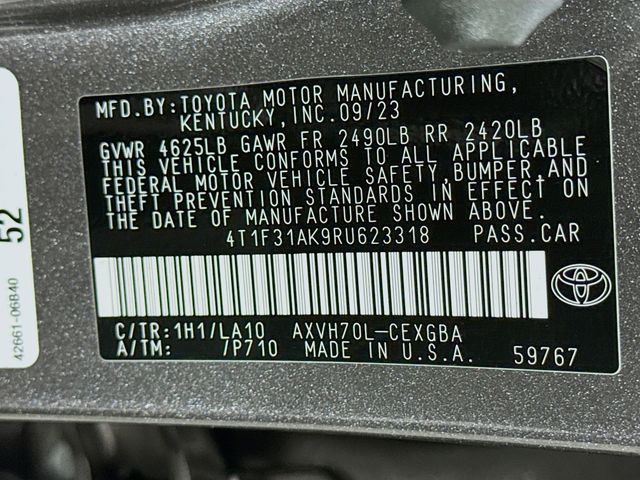 MFD.BY:TOYOTA MOTOR MANUFACTURING,
KENTUCKY,INC.09/23
GVWR 4625LB GAWR FR 2490LB RR 2420LB
THIS VEHICLE CONFORMS TO ALL APPLICABLE
FEDERAL MOTOR VEHICLE SAFETY,BUMPER,AND
THEFT PREVENTION STANDARDS IN EFFECT ON
THE DATE OF MANUFACTURE SHOWN ABOVE.
4T1F31AK9RU623318 PASS.CAR
C/TR:1H1/LA10 AXVH70L-CEXGBA
A/TM: 7P710 MADE IN U.S.A. 59767
52
42661-06B40